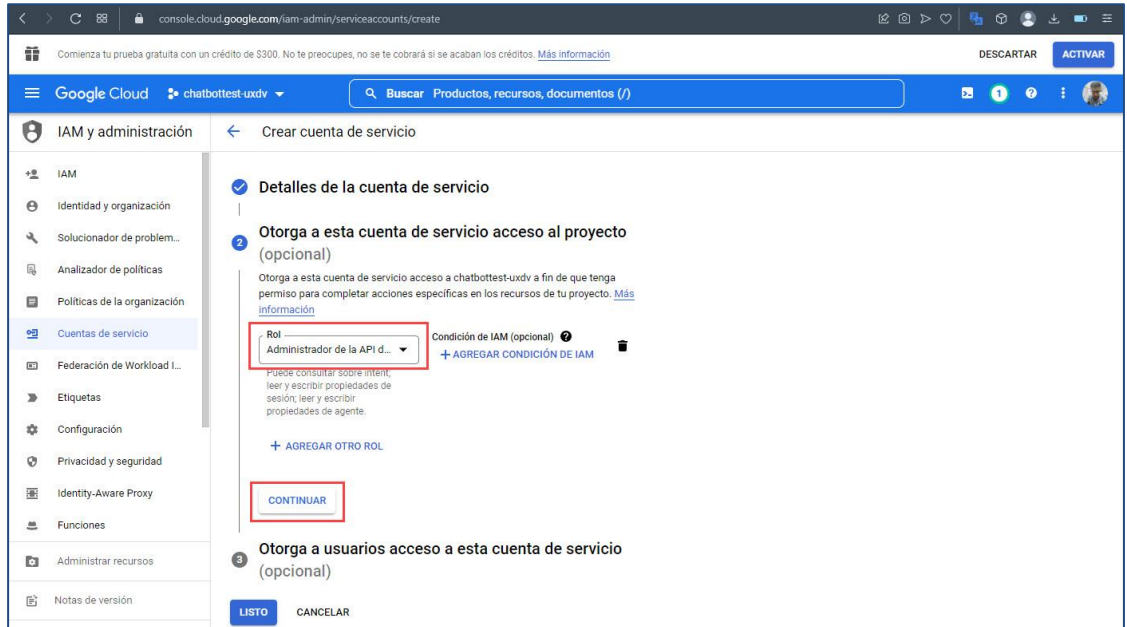 console.cloud.google.com/iam-admin/serviceaccounts/create
Comienza tu prueba gratuita con un crédito de $300. No te preocupes, no se te cobrará si se acaban los créditos. Más información
DESCARTAR
ACTIVAR
Google Cloud
chatbottest-uxdv
Buscar Productos, recursos, documentos (/)
1
IAM y administración
Crear cuenta de servicio
IAM
Identidad y organización
Solucionador de problem...
Analizador de políticas
Políticas de la organización
Cuentas de servicio
Federación de Workload I...
Etiquetas
Configuración
Privacidad y seguridad
Identity-Aware Proxy
Funciones
Administrar recursos
Notas de versión
Detalles de la cuenta de servicio
2
Otorga a esta cuenta de servicio acceso al proyecto
(opcional)
Otorga a esta cuenta de servicio acceso a chatbottest-uxdv a fin de que tenga
permiso para completar acciones específicas en los recursos de tu proyecto. Más
información
Rol
Administrador de la API d...
Condición de IAM (opcional)
+ AGREGAR CONDICIÓN DE IAM
Puede consultar sobre intent;
leer y escribir propiedades de
sesión; leer y escribir
propiedades de agente.
+ AGREGAR OTRO ROL
CONTINUAR
3
Otorga a usuarios acceso a esta cuenta de servicio
(opcional)
LISTO
CANCELAR